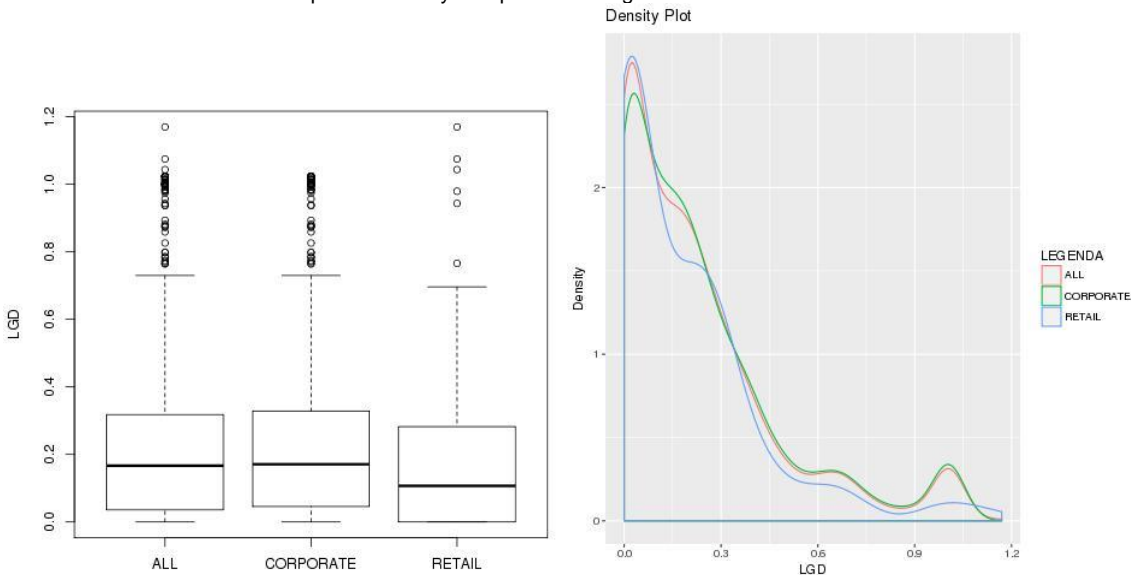 Density Plot
1.2
1.0
0.8
0.6
0.4
0.2
0.0
LGD
ALL
CORPORATE
RETAIL
2
1
0
Density
0.0
0.3
0.6
0.9
1.2
LGD
LEGENDA
ALL
CORPORATE
RETAIL